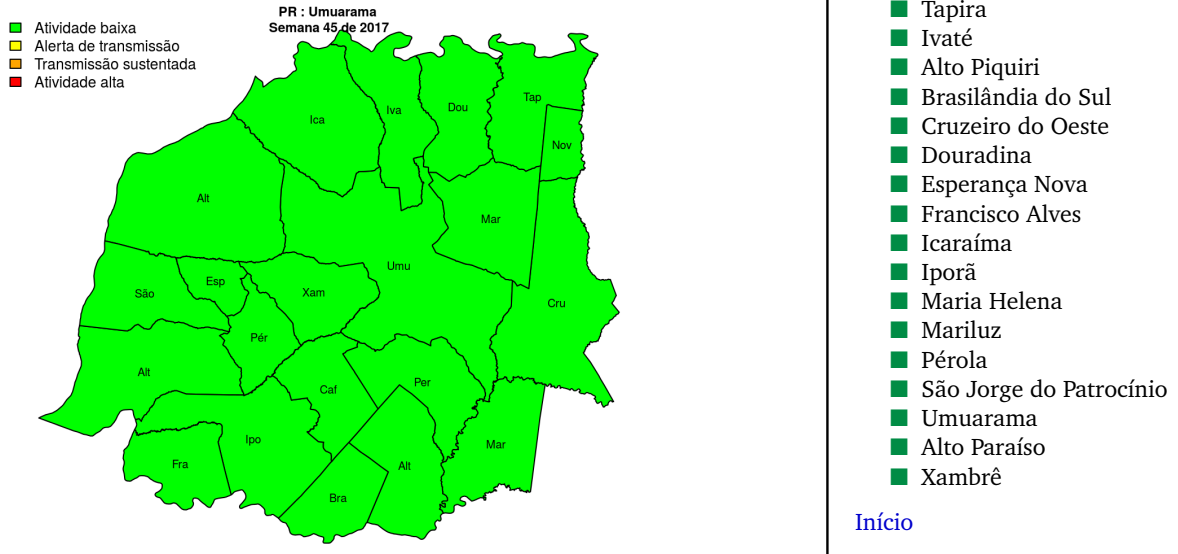 PR : Umuarama
Semana 45 de 2017
Atividade baixa
Alerta de transmissão
Transmissão sustentada
Atividade alta
Ica
Iva
Dou
Tap
Nov
Alt
Mar
Umu
Esp
São
Xam
Cru
Pér
Alt
Caf
Per
Ipo
Mar
Fra
Alt
Bra
Tapira
Ivaté
Alto Piquiri
Brasilândia do Sul
Cruzeiro do Oeste
Douradina
Esperança Nova
Francisco Alves
Icaraíma
Iporã
Maria Helena
Mariluz
Pérola
São Jorge do Patrocínio
Umuarama
Alto Paraíso
Xambrê
Início